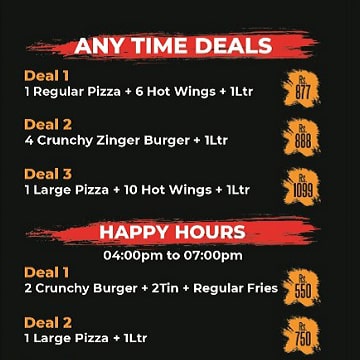 ANY TIME DEALS
Deal 1
1 Regular Pizza + 6 Hot Wings + 1Ltr
Rs. 877
Deal 2
4 Crunchy Zinger Burger + 1Ltr
Rs. 888
Deal 3
1 Large Pizza + 10 Hot Wings + 1Ltr
Rs. 1099
HAPPY HOURS
04:00pm to 07:00pm
Deal 1
2 Crunchy Burger + 2Tin + Regular Fries
Rs. 550
Deal 2
1 Large Pizza + 1Ltr
Rs. 750